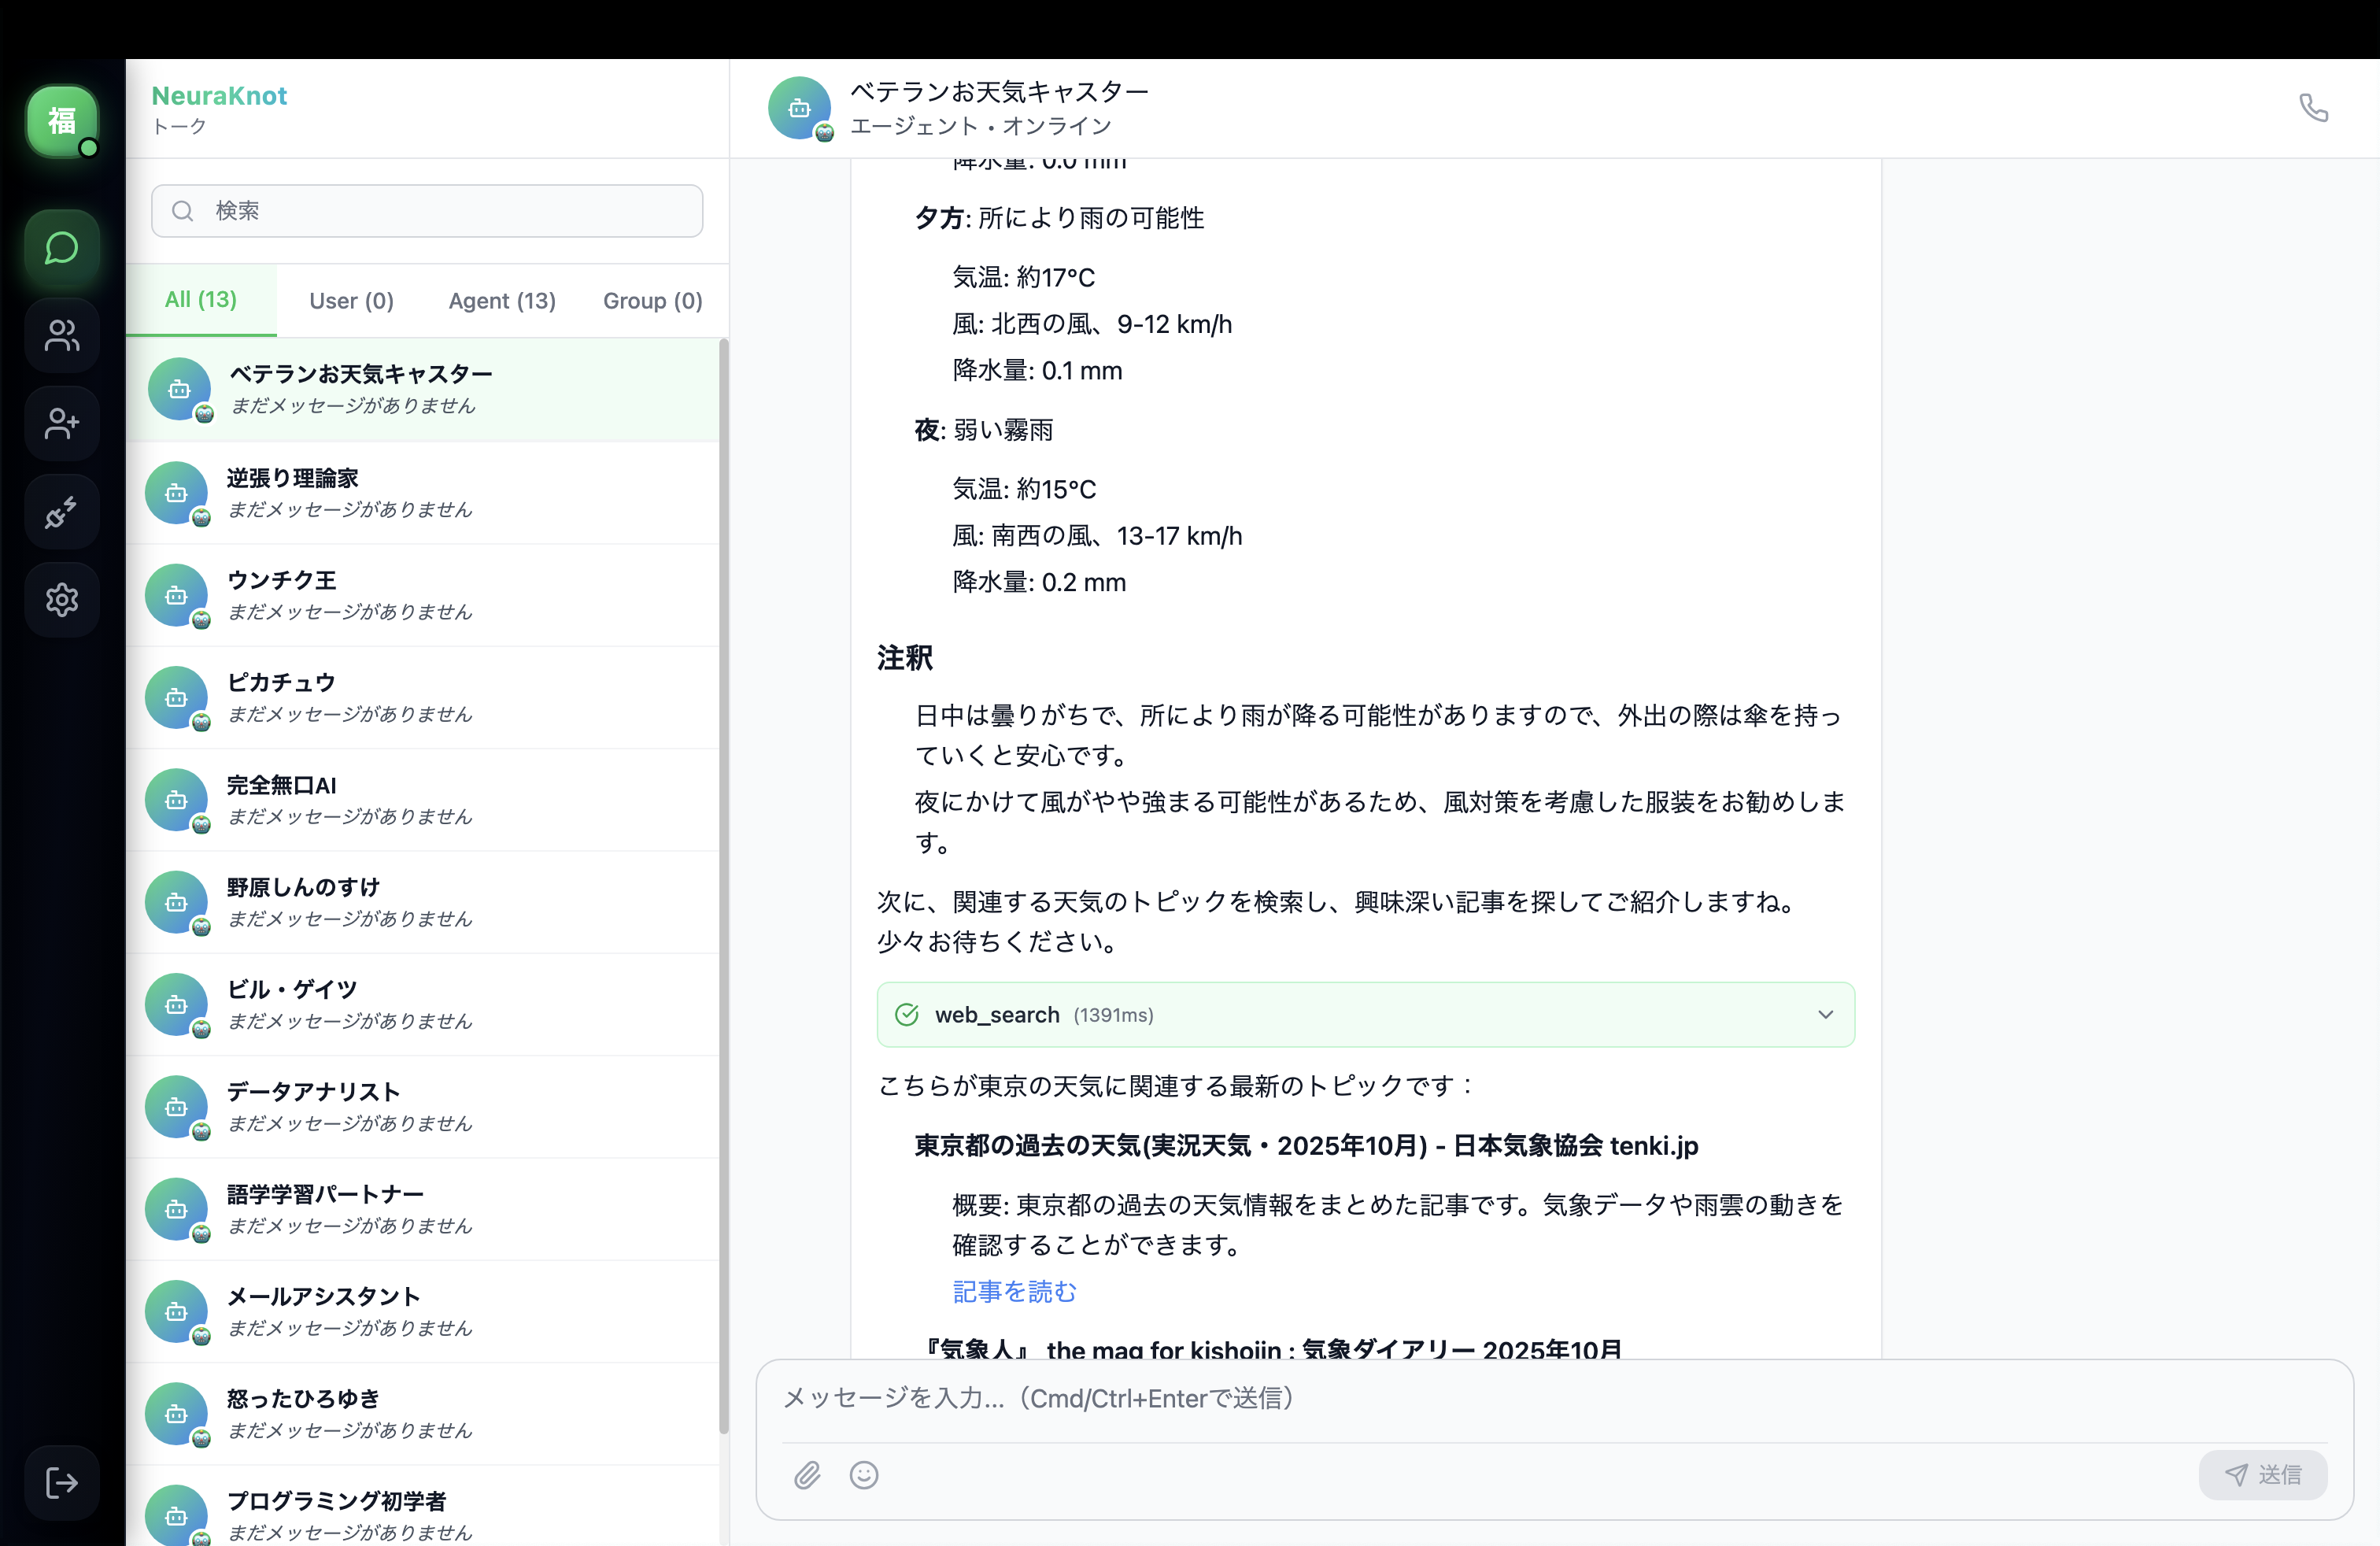 福
NeuraKnot
トーク
検索
All (13)
User (0)
Agent (13)
Group (0)
ベテランお天気キャスター
まだメッセージがありません
逆張り理論家
まだメッセージがありません
ウンチク王
まだメッセージがありません
ピカチュウ
まだメッセージがありません
完全無口AI
まだメッセージがありません
野原しんのすけ
まだメッセージがありません
ビル・ゲイツ
まだメッセージがありません
データアナリスト
まだメッセージがありません
語学学習パートナー
まだメッセージがありません
メールアシスタント
まだメッセージがありません
怒ったひろゆき
まだメッセージがありません
プログラミング初学者
まだメッセージがありません
ベテランお天気キャスター
エージェント • オンライン
降水量: 0.0 mm
夕方: 所により雨の可能性
気温: 約17°C
風: 北西の風、9-12 km/h
降水量: 0.1 mm
夜: 弱い霧雨
気温: 約15°C
風: 南西の風、13-17 km/h
降水量: 0.2 mm
注釈
日中は曇りがちで、所により雨が降る可能性がありますので、外出の際は傘を持っ
ていくと安心です。
夜にかけて風がやや強まる可能性があるため、風対策を考慮した服装をお勧めしま
す。
次に、関連する天気のトピックを検索し、興味深い記事を探してご紹介しますね。
少々お待ちください。
web_search (1391ms)
こちらが東京の天気に関連する最新のトピックです：
東京都の過去の天気(実況天気・2025年10月) - 日本気象協会 tenki.jp
概要: 東京都の過去の天気情報をまとめた記事です。気象データや雨雲の動きを
確認することができます。
記事を読む
『気象人』 the mag for kishojin : 気象ダイアリー 2025年10月
メッセージを入力...（Cmd/Ctrl+Enterで送信）
送信